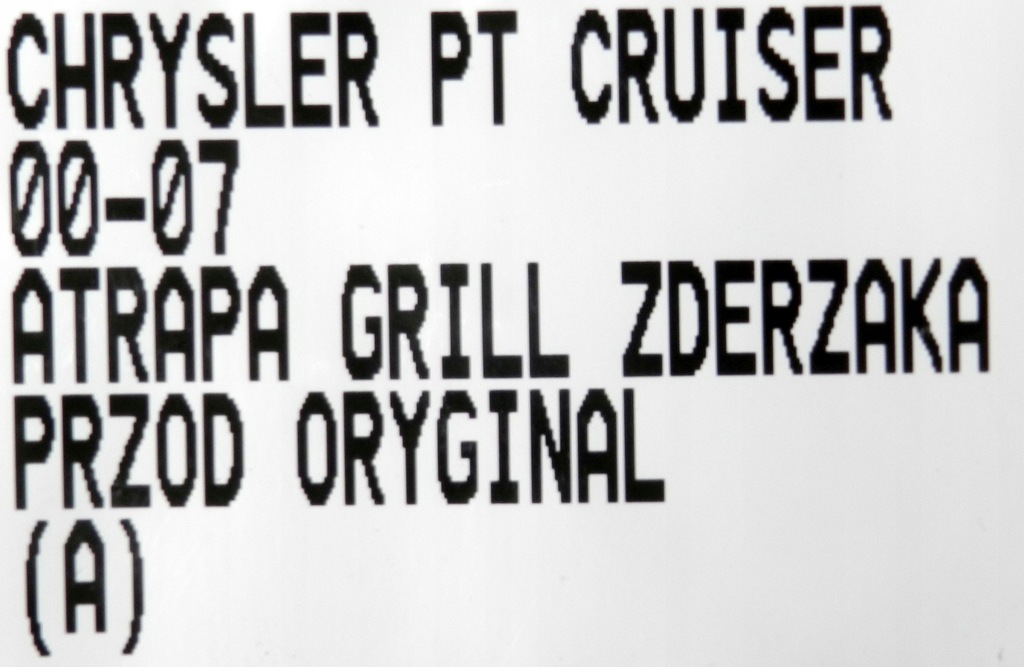 CHRYSLER PT CRUISER
00-07
ATRAPA GRILL ZDERZAKA
PRZOD ORYGINAL
(A)